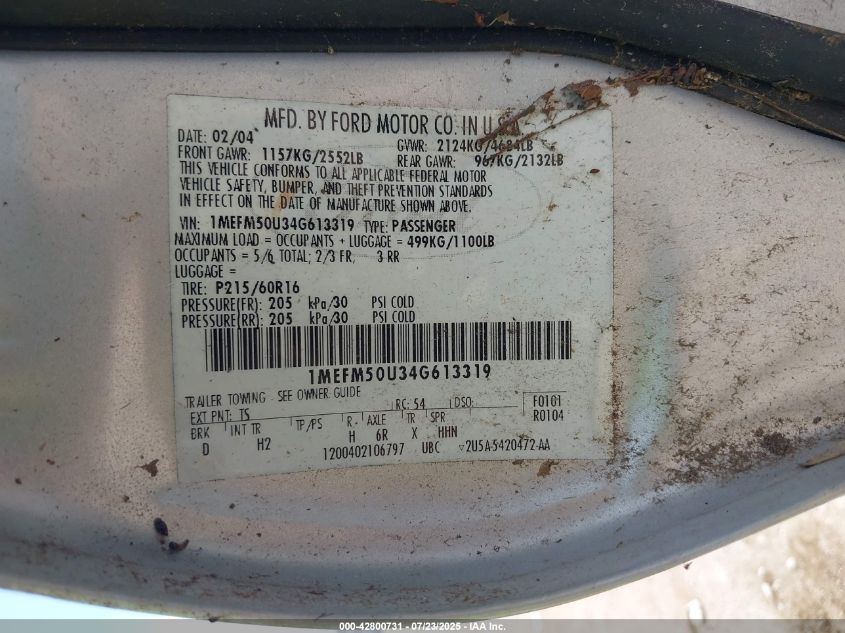 MFD. BY FORD MOTOR CO. IN U.S.A.
DATE: 02/04 GVWR: 2124KG/4684LB
FRONT GAWR: 1157KG/2552LB REAR GAWR: 967KG/2132LB
THIS VEHICLE CONFORMS TO ALL APPLICABLE FEDERAL MOTOR
VEHICLE SAFETY, BUMPER, AND THEFT PREVENTION STANDARDS
IN EFFECT ON THE DATE OF MANUFACTURE SHOWN ABOVE.
VIN: 1MEFM50U34G613319 TYPE: PASSENGER
MAXIMUM LOAD = OCCUPANTS + LUGGAGE = 499KG/1100LB
OCCUPANTS = 5/6 TOTAL; 2/3 FR, 3 RR
LUGGAGE =
TIRE: P215/60R16
PRESSURE(FR): 205 kPa/30 PSI COLD
PRESSURE(RR): 205 kPa/30 PSI COLD
1MEFM50U34G613319
TRAILER TOWING - SEE OWNER GUIDE
EXT PNT: TS RC: 54 DSO: F0101
BRK INT TR TP/PS R- AXLE TR SPR R0104
D H2 H 6R X HHN
1200402106797 UBC ▽2U5A-5420472-AA
000-42800731 - 07/23/2025 - IAA Inc.